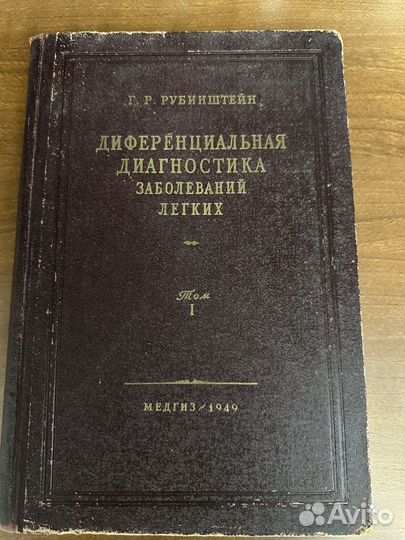 Г. Р. РУБИНШТЕЙН
ДИФЕРЕНЦИАЛЬНАЯ
ДИАГНОСТИКА
ЗАБОЛЕВАНИЙ
ЛЕГКИХ
Том
I
МЕДГИЗ-1949
Avito